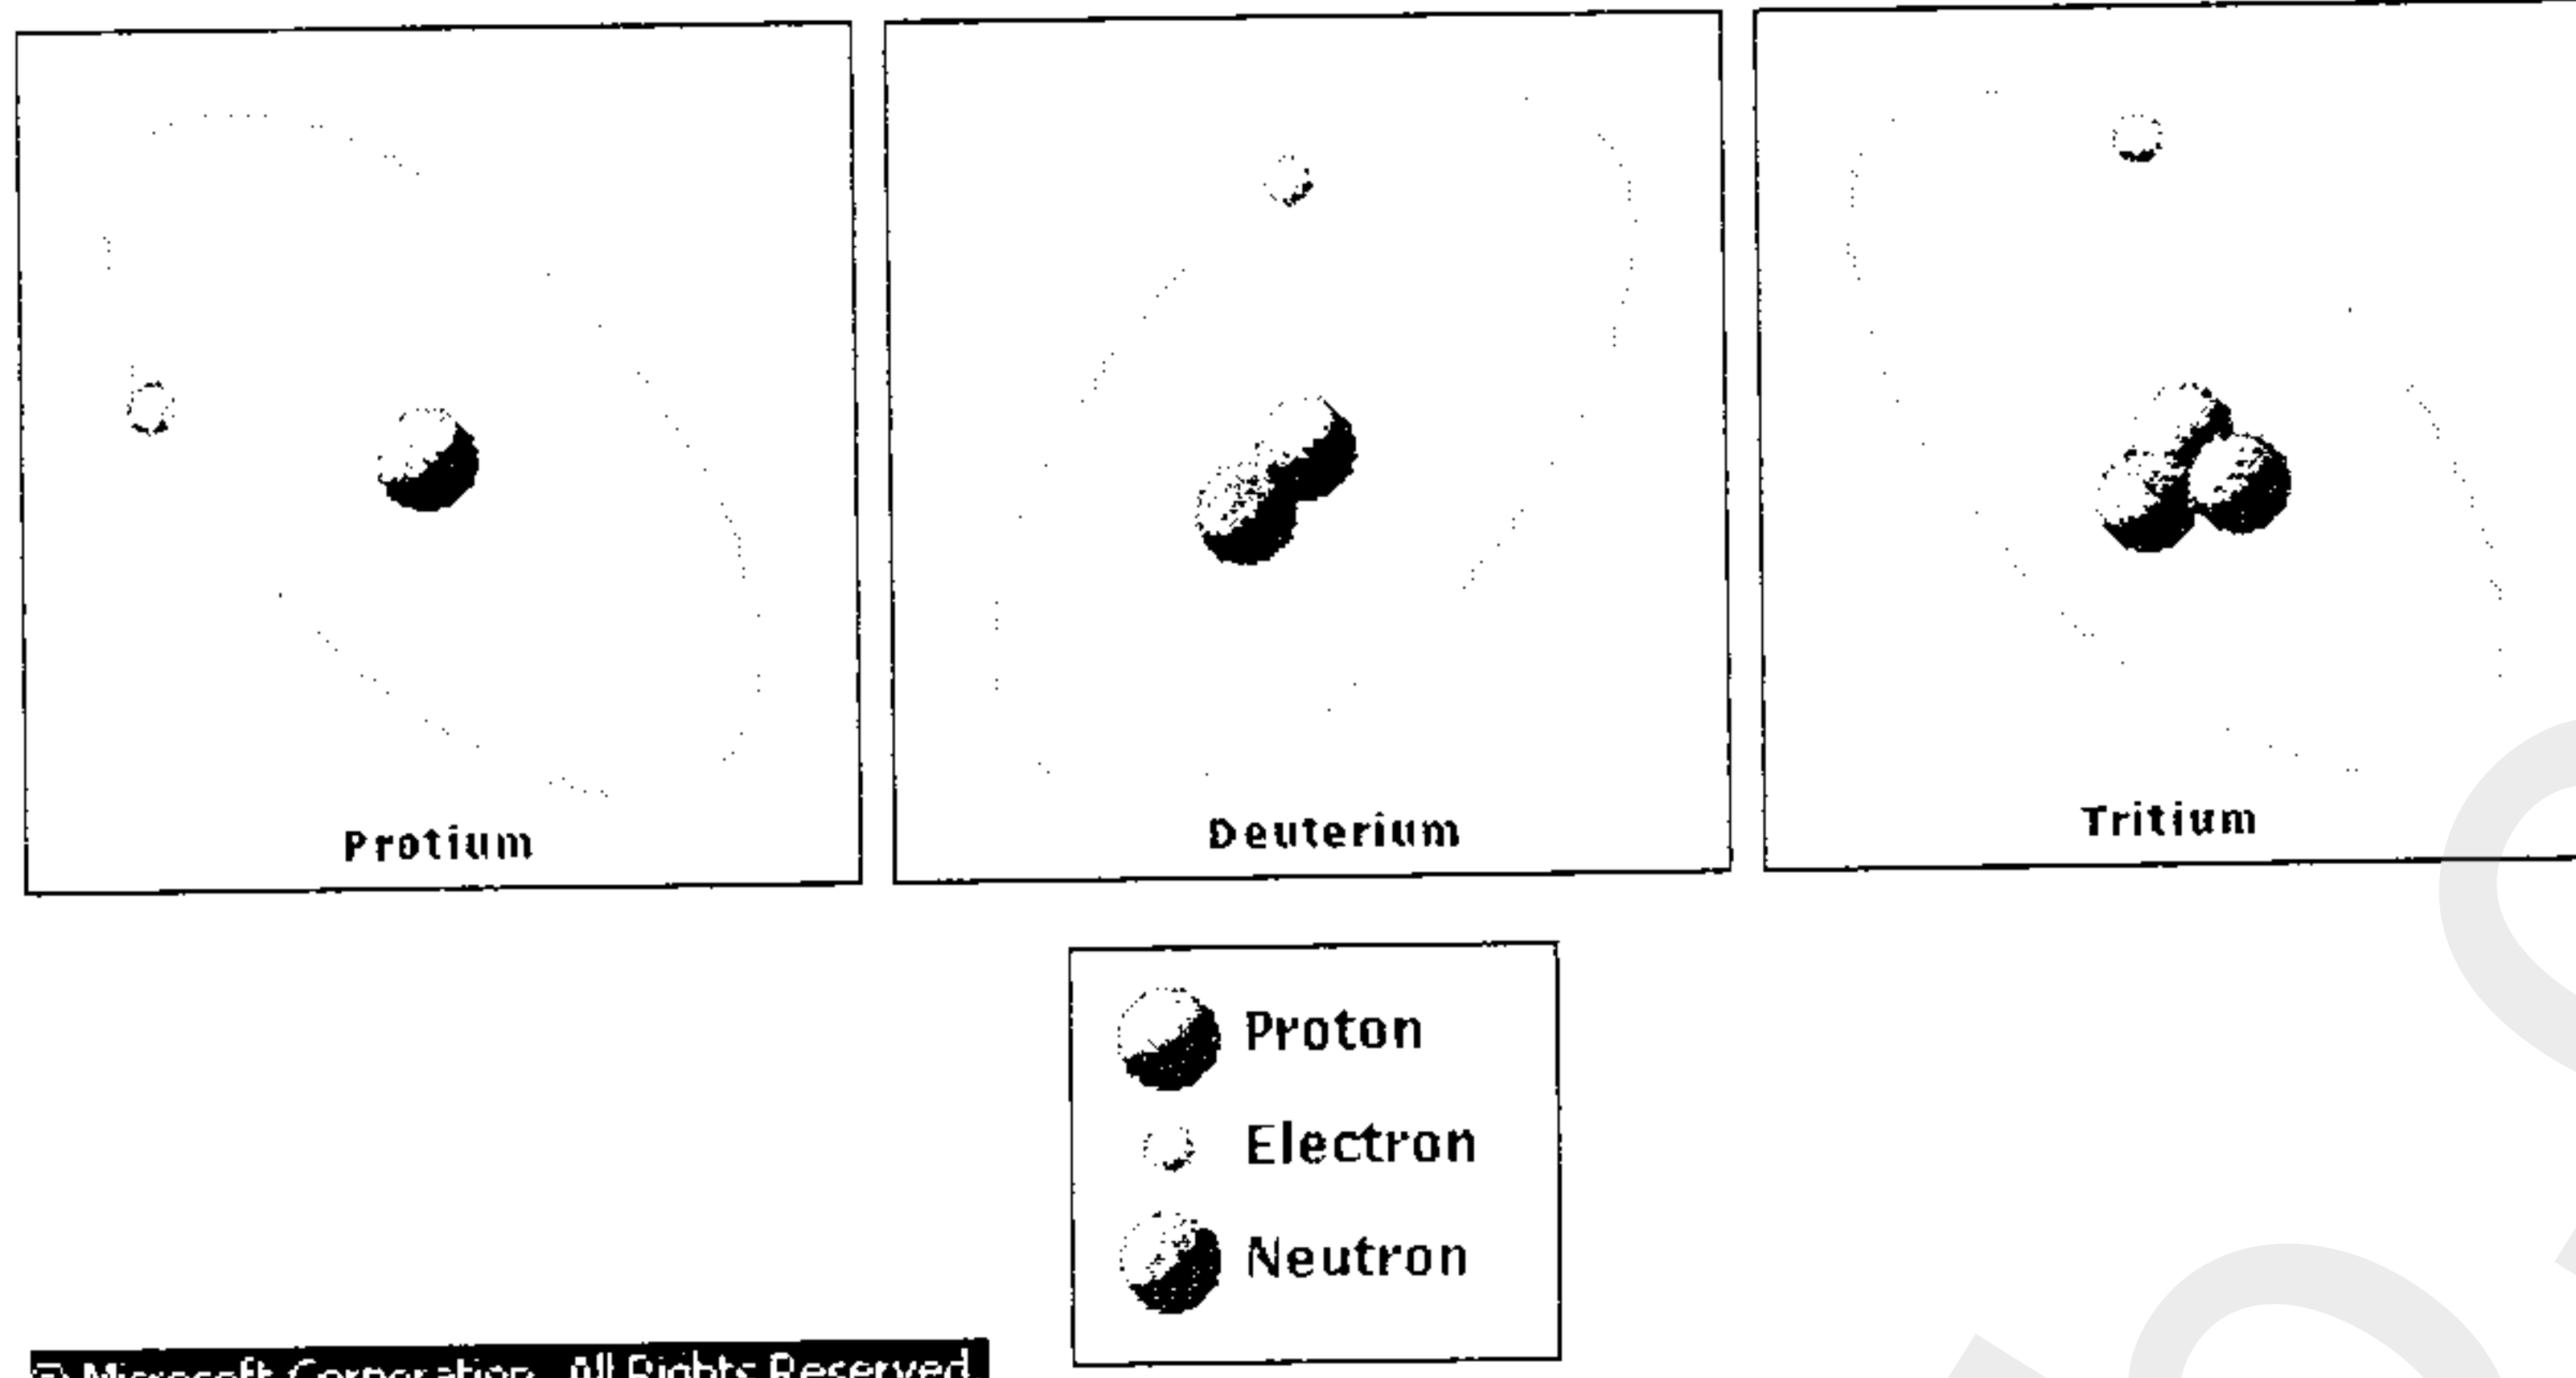 Protium
Deuterium
Tritium
Proton
Electron
Neutron
© Microsoft Corporation. All Rights Reserved.